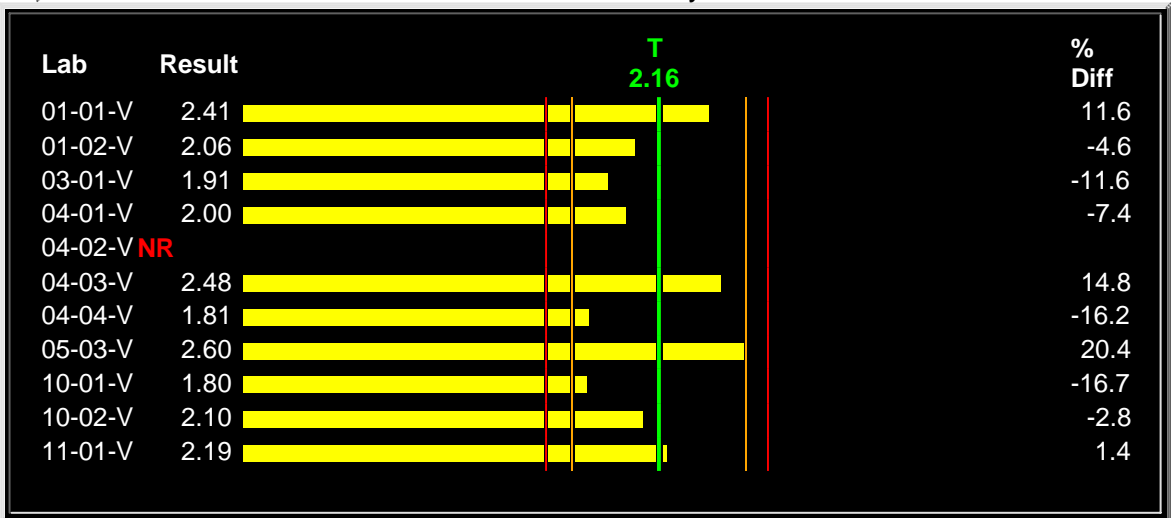 Lab Result T 2.16 % Diff
01-01-V 2.41 11.6
01-02-V 2.06 -4.6
03-01-V 1.91 -11.6
04-01-V 2.00 -7.4
04-02-V NR
04-03-V 2.48 14.8
04-04-V 1.81 -16.2
05-03-V 2.60 20.4
10-01-V 1.80 -16.7
10-02-V 2.10 -2.8
11-01-V 2.19 1.4